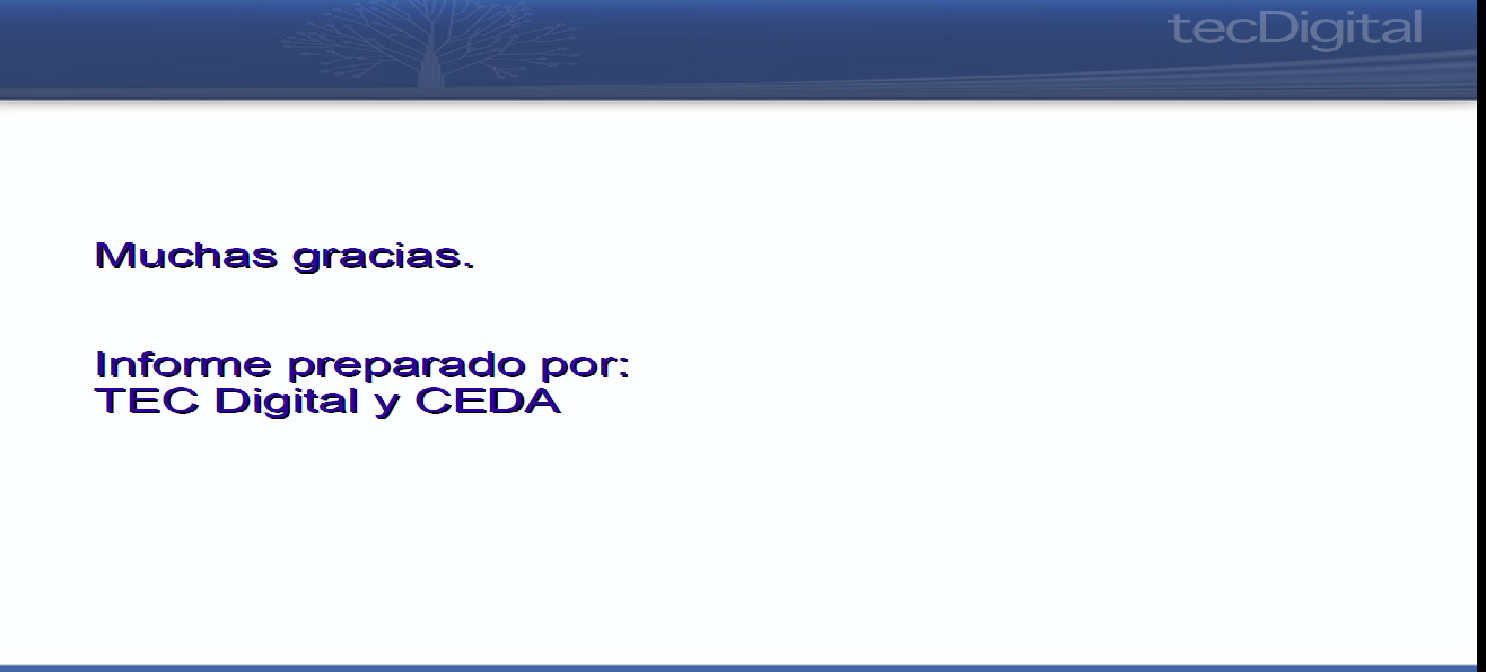 tecDigital
Muchas gracias.
Informe preparado por:
TEC Digital y CEDA